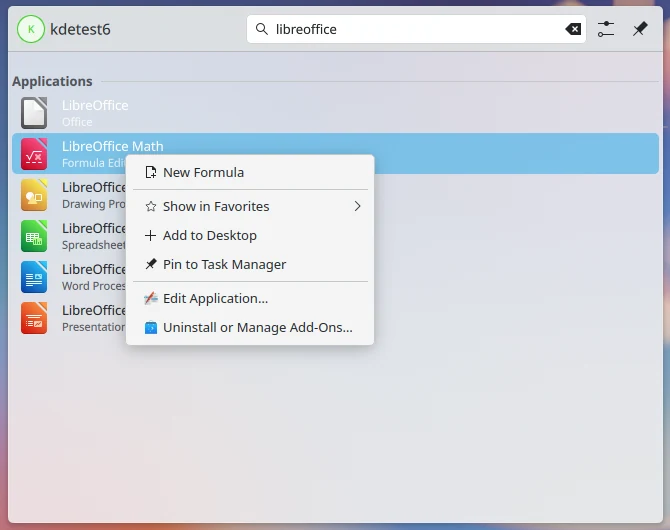 K kdetest6
libreoffice
Applications
LibreOffice
Office
LibreOffice Math
Formula Edi
New Formula
LibreOffice
Drawing Pro
Show in Favorites
LibreOffice
Spreadsheet
Add to Desktop
Pin to Task Manager
LibreOffice
Word Proces
Edit Application...
LibreOffice
Presentation
Uninstall or Manage Add-Ons...